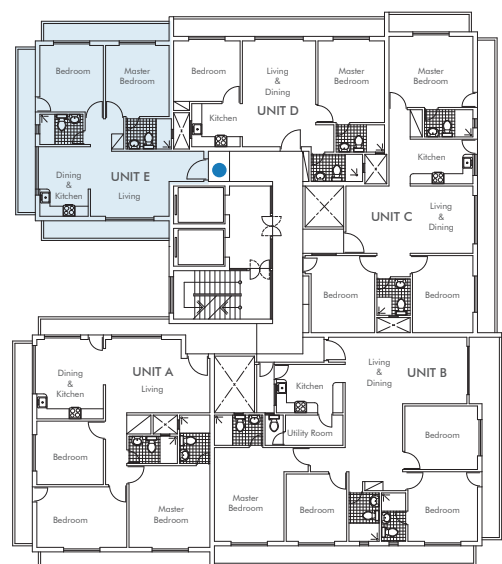 Bedroom
Master
Bedroom
Dining
&
Kitchen
UNIT E
Living
Bedroom
Living
&
Dining
Master
Bedroom
Kitchen
UNIT D
Master
Bedroom
Kitchen
UNIT C
Living
&
Dining
Bedroom
Bedroom
Dining
&
Kitchen
UNIT A
Living
Bedroom
Bedroom
Master
Bedroom
Living
&
Dining
UNIT B
Kitchen
Utility Room
Bedroom
Master
Bedroom
Bedroom
Bedroom